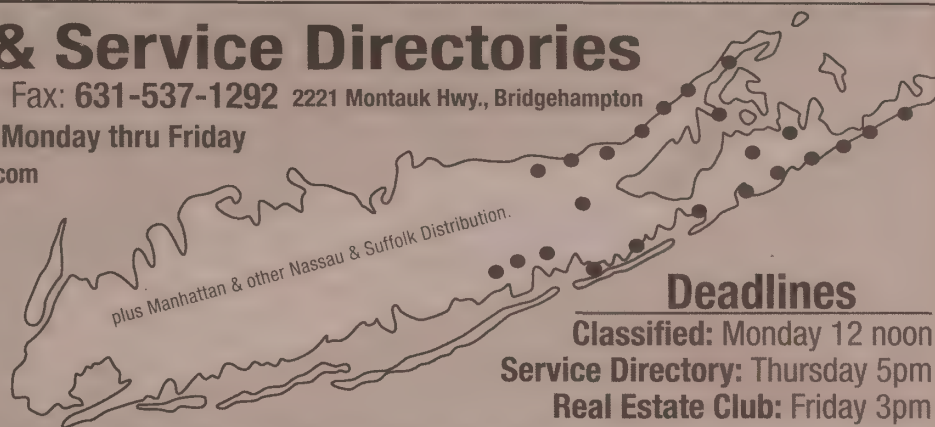 & Service Directories
Fax: 631-537-1292 2221 Montauk Hwy., Bridgehampton
Monday thru Friday
com
plus Manhattan & other Nassau & Suffolk Distribution.
Deadlines
Classified: Monday 12 noon
Service Directory: Thursday 5pm
Real Estate Club: Friday 3pm